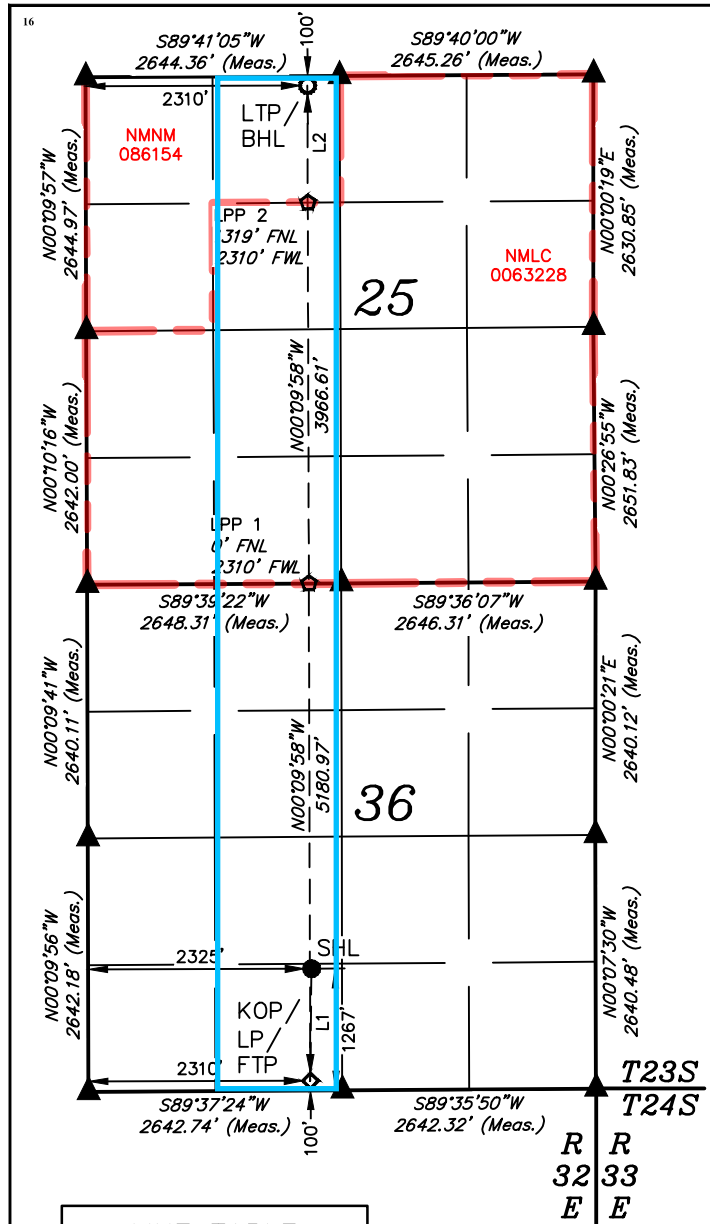 16
S89°41'05"W
2644.36' (Meas.)
100'
S89°40'00"W
2645.26' (Meas.)
2310'
LTP/
BHL
L2
NMNM
086154
N00°09'57"W
2644.97' (Meas.)
N00°00'19"E
2630.85' (Meas.)
LPP 2
1319' FNL
2310' FWL
NMLC
0063228
25
N00°09'58"W
3966.61'
N00°10'16"W
2642.00' (Meas.)
N00°26'55"W
2651.83' (Meas.)
LPP 1
0' FNL
2310' FWL
S89°39'22"W
2648.31' (Meas.)
S89°36'07"W
2646.31' (Meas.)
N00°09'41"W
2640.11' (Meas.)
N00°09'58"W
5180.97'
N00°00'21"E
2640.12' (Meas.)
36
N00°09'56"W
2642.18' (Meas.)
2325'
SHL
KOP/
LP/
FTP
L1
1267'
N00°07'30"W
2640.48' (Meas.)
2310'
S89°37'24"W
2642.74' (Meas.)
100'
S89°35'50"W
2642.32' (Meas.)
T23S
T24S
R R
32 33
E E